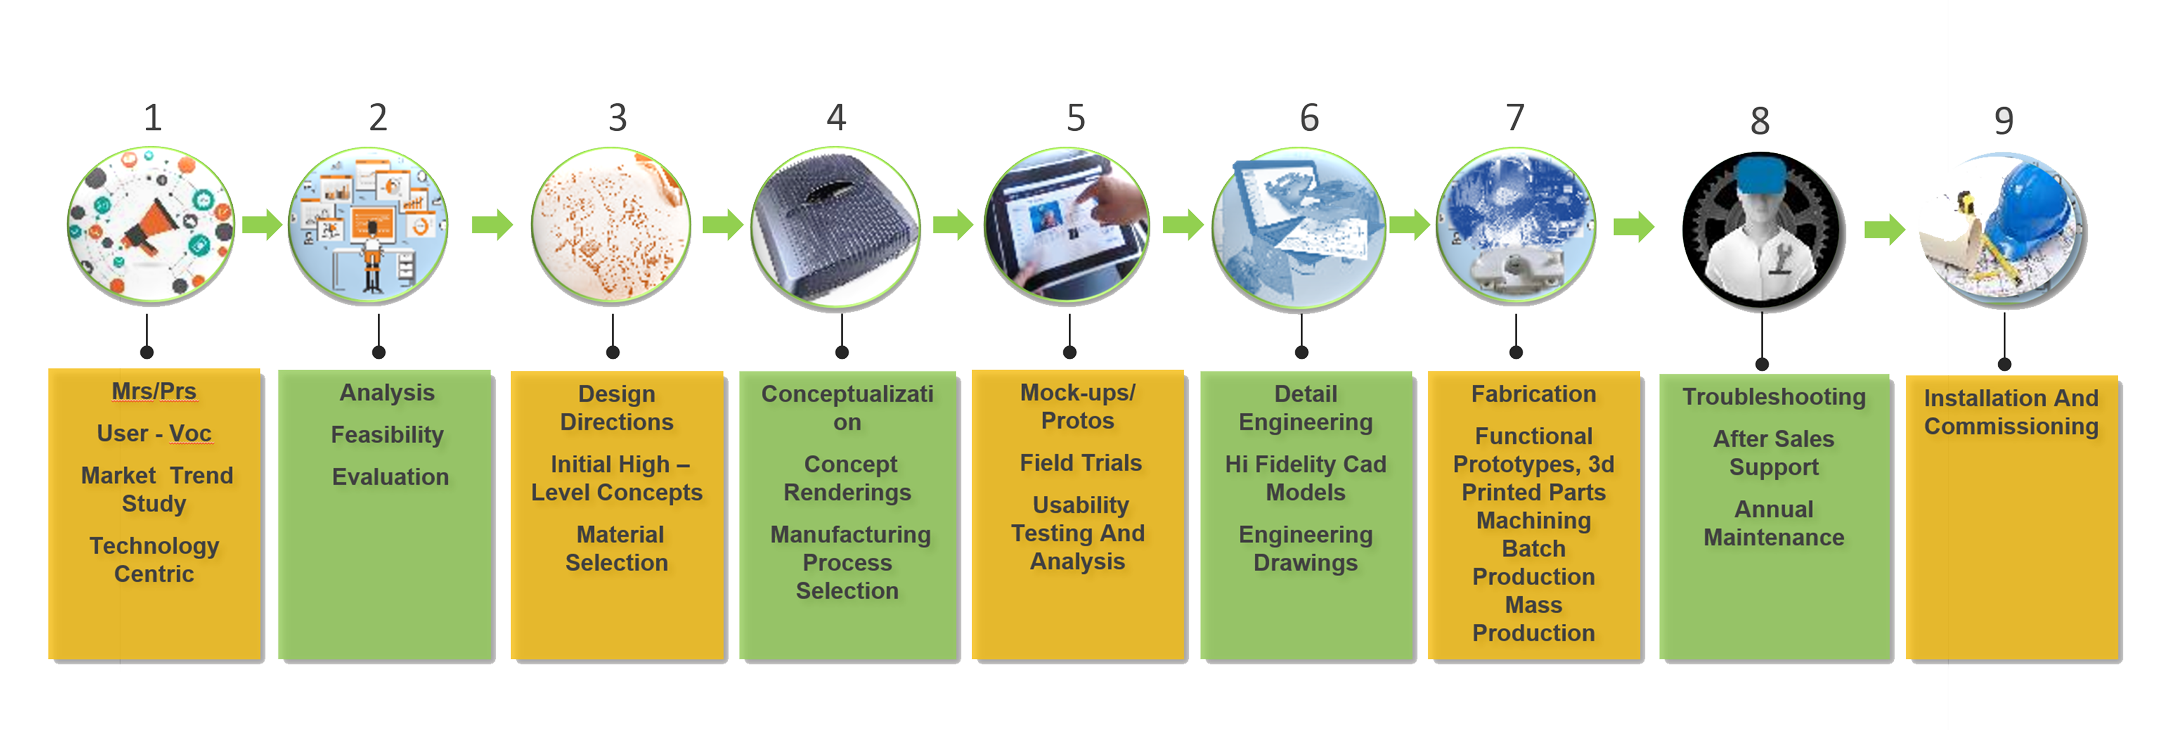 1
2
3
4
5
6
7
8
9
Mrs/Prs
User - Voc
Market  Trend
Study
Technology
Centric
Analysis
Feasibility
Evaluation
Design
Directions
Initial High –
Level Concepts
Material
Selection
Conceptualizati
on
Concept
Renderings
Manufacturing
Process
Selection
Mock-ups/
Protos
Field Trials
Usability
Testing And
Analysis
Detail
Engineering
Hi Fidelity Cad
Models
Engineering
Drawings
Fabrication
Functional
Prototypes, 3d
Printed Parts
Machining
Batch
Production
Mass
Production
Troubleshooting
After Sales
Support
Annual
Maintenance
Installation And
Commissioning